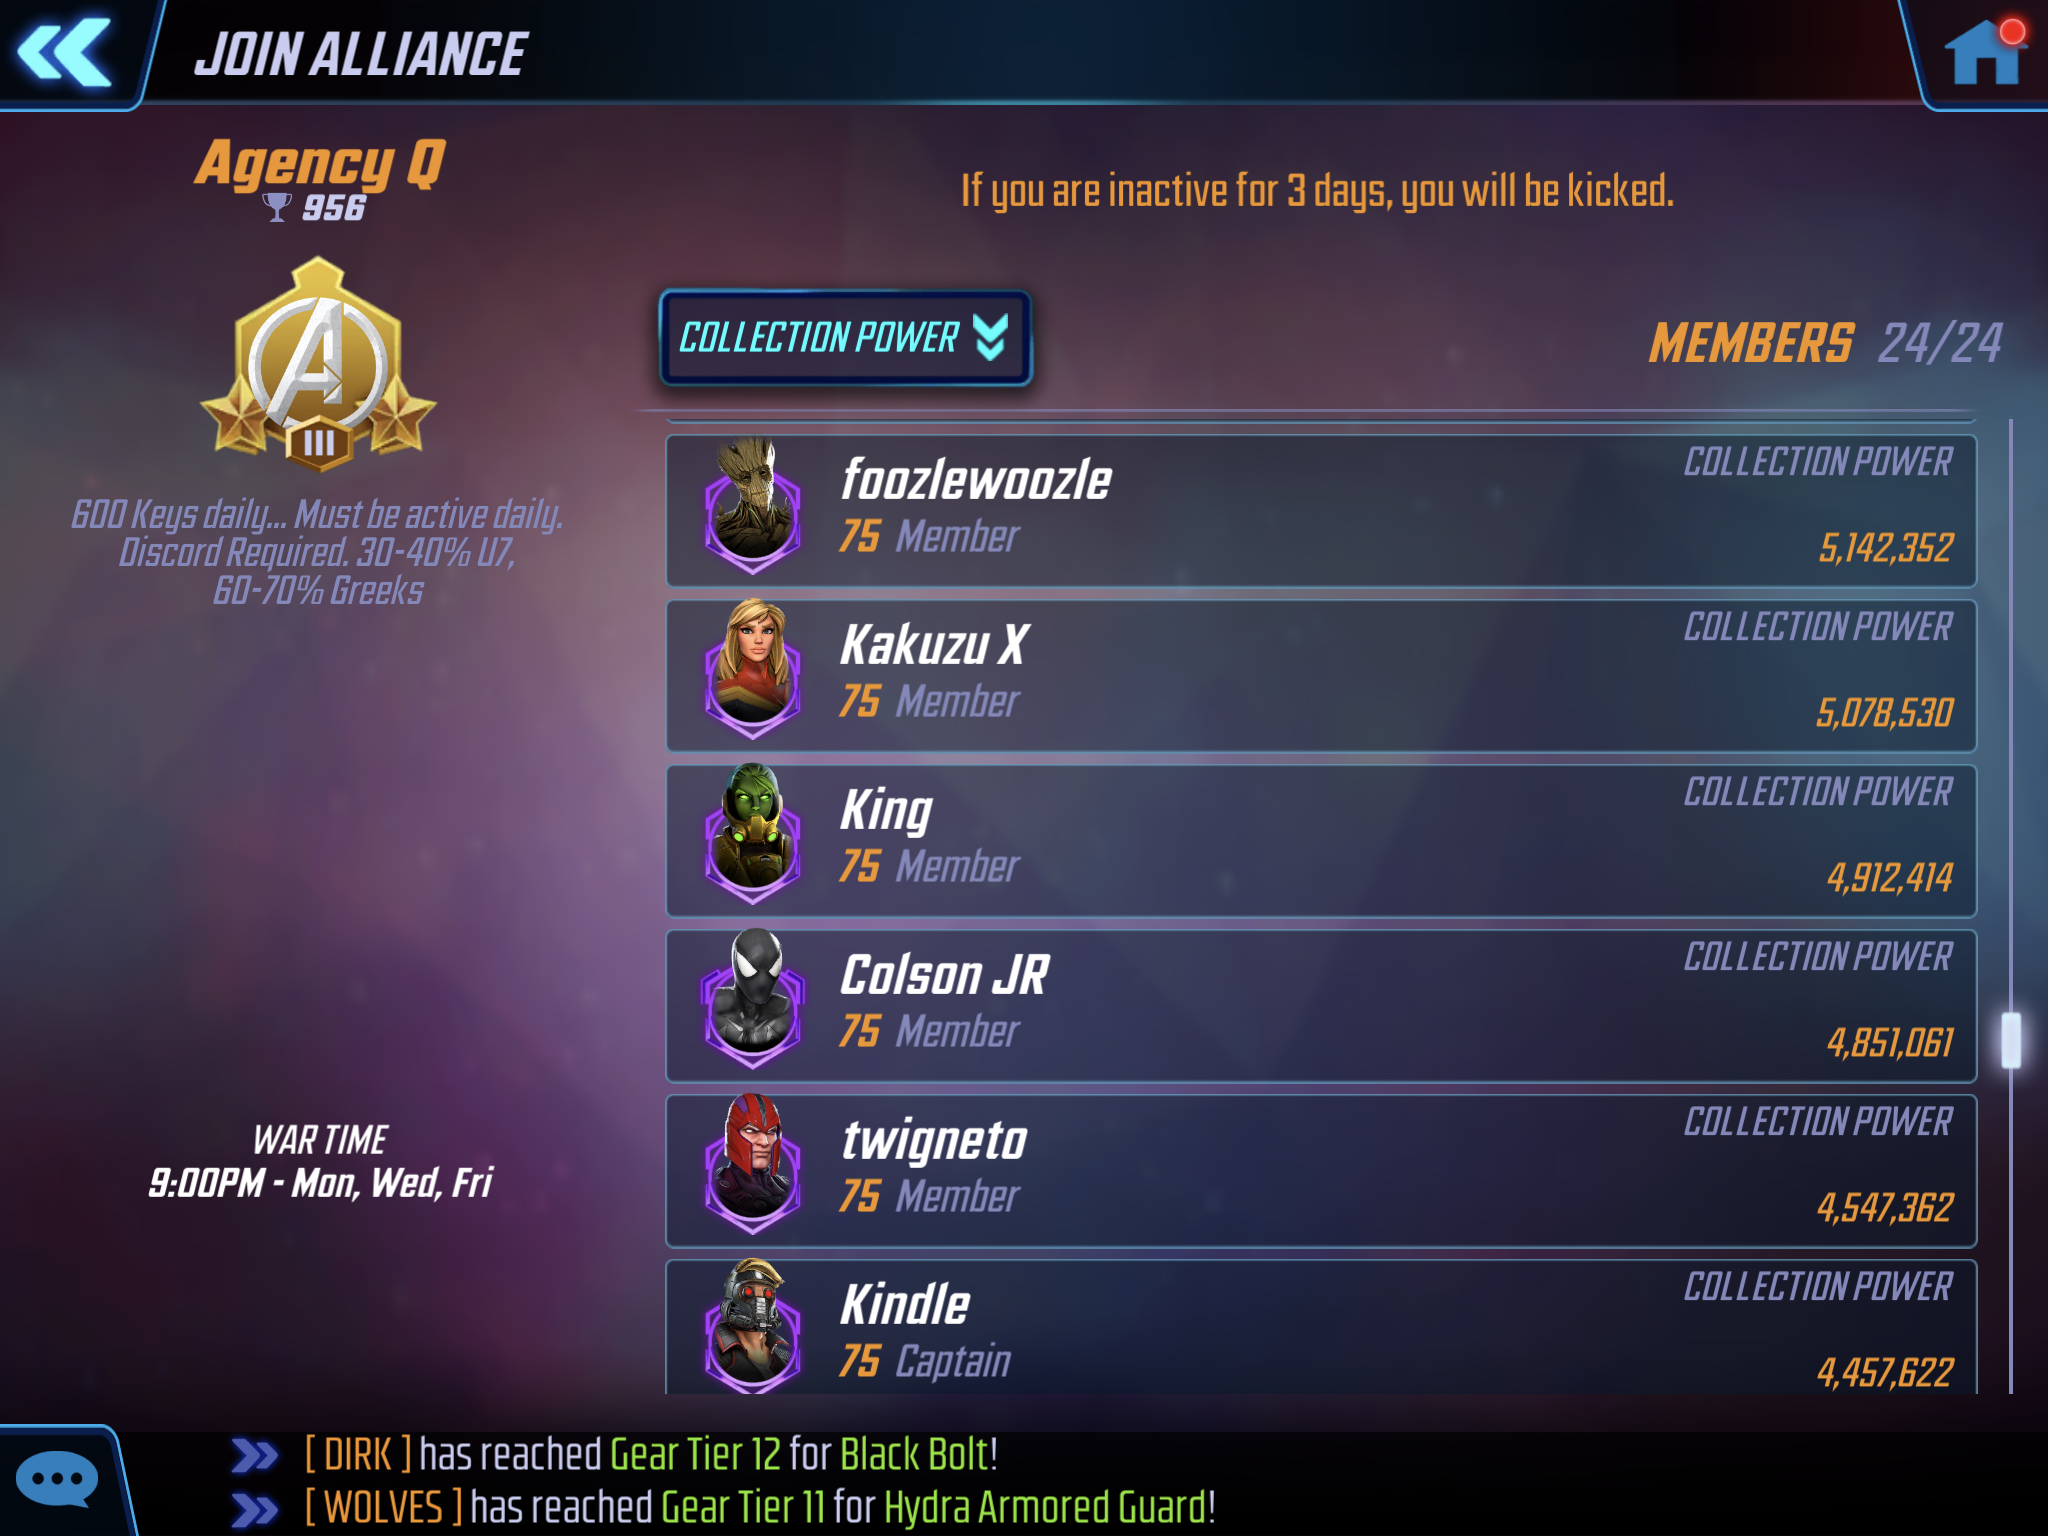 JOIN ALLIANCE
Agency Q
956
III
600 Keys daily... Must be active daily.
Discord Required. 30-40% U7,
60-70% Greeks
WAR TIME
9:00PM - Mon, Wed, Fri
If you are inactive for 3 days, you will be kicked.
COLLECTION POWER
MEMBERS 24/24
foozlewoozle
75 Member
COLLECTION POWER
5,142,352
Kakuzu X
75 Member
COLLECTION POWER
5,078,530
King
75 Member
COLLECTION POWER
4,912,414
Colson JR
75 Member
COLLECTION POWER
4,851,061
twigneto
75 Member
COLLECTION POWER
4,547,362
Kindle
75 Captain
COLLECTION POWER
4,457,622
[ DIRK ] has reached Gear Tier 12 for Black Bolt!
[ WOLVES ] has reached Gear Tier 11 for Hydra Armored Guard!